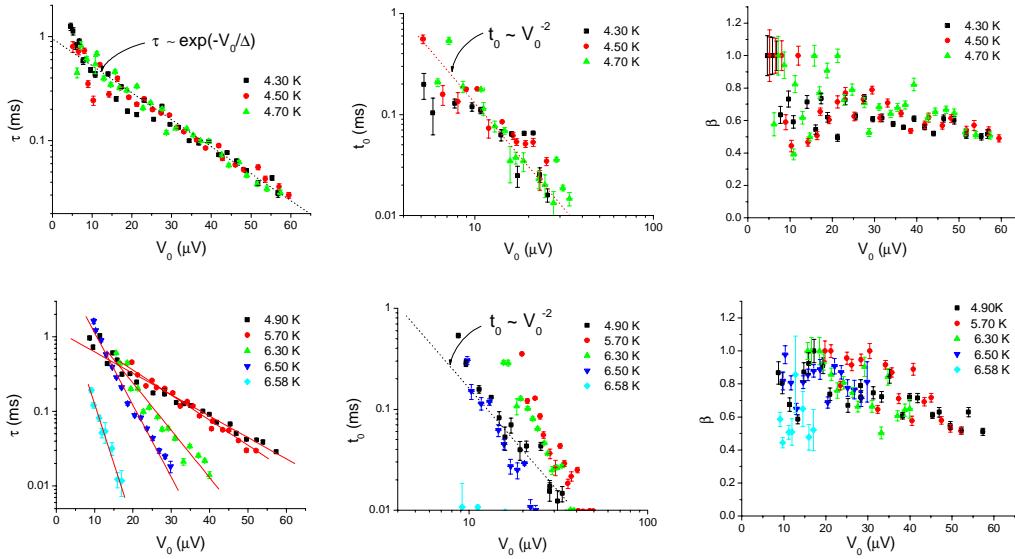 1
0.1
τ (ms)
0 10 20 30 40 50 60
V₀ (μV)
τ ~ exp(-V₀/Δ)
4.30 K
4.50 K
4.70 K
1
0.1
0.01
t₀ (ms)
10 100
V₀ (μV)
t₀ ~ V₀⁻²
4.30 K
4.50 K
4.70 K
1.2
1.0
0.8
0.6
0.4
0.2
0.0
β
0 10 20 30 40 50 60
V₀ (μV)
4.30 K
4.50 K
4.70 K
1
0.1
0.01
τ (ms)
0 10 20 30 40 50 60
V₀ (μV)
4.90 K
5.70 K
6.30 K
6.50 K
6.58 K
1
0.1
0.01
t₀ (ms)
10 100
V₀ (μV)
t₀ ~ V₀⁻²
4.90 K
5.70 K
6.30 K
6.50 K
6.58 K
1.2
1.0
0.8
0.6
0.4
0.2
0.0
β
0 10 20 30 40 50 60
V₀ (μV)
4.90 K
5.70 K
6.30 K
6.50 K
6.58 K